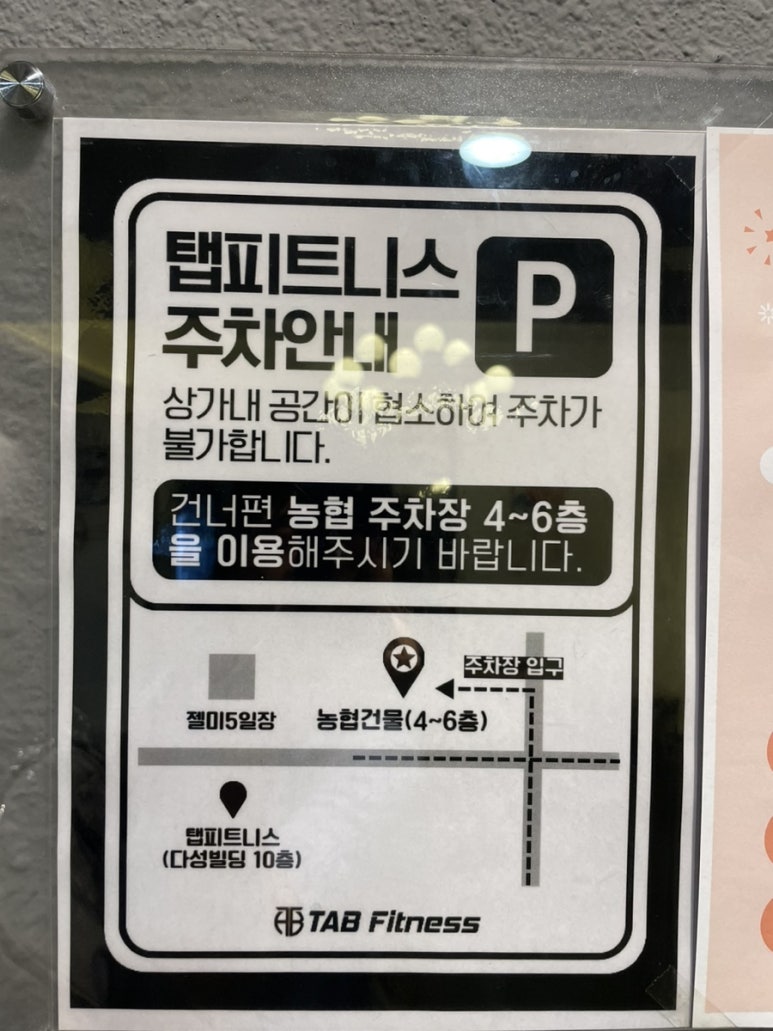 탭피트니스
주차안내
P
상가내 공간이 협소하여 주차가
불가합니다.
건너편 농협 주차장 4~6층
을 이용해주시기 바랍니다.
주차장 입구
젤미5일장
농협건물(4~6층)
탭피트니스
(다성빌딩 10층)
TAB Fitness